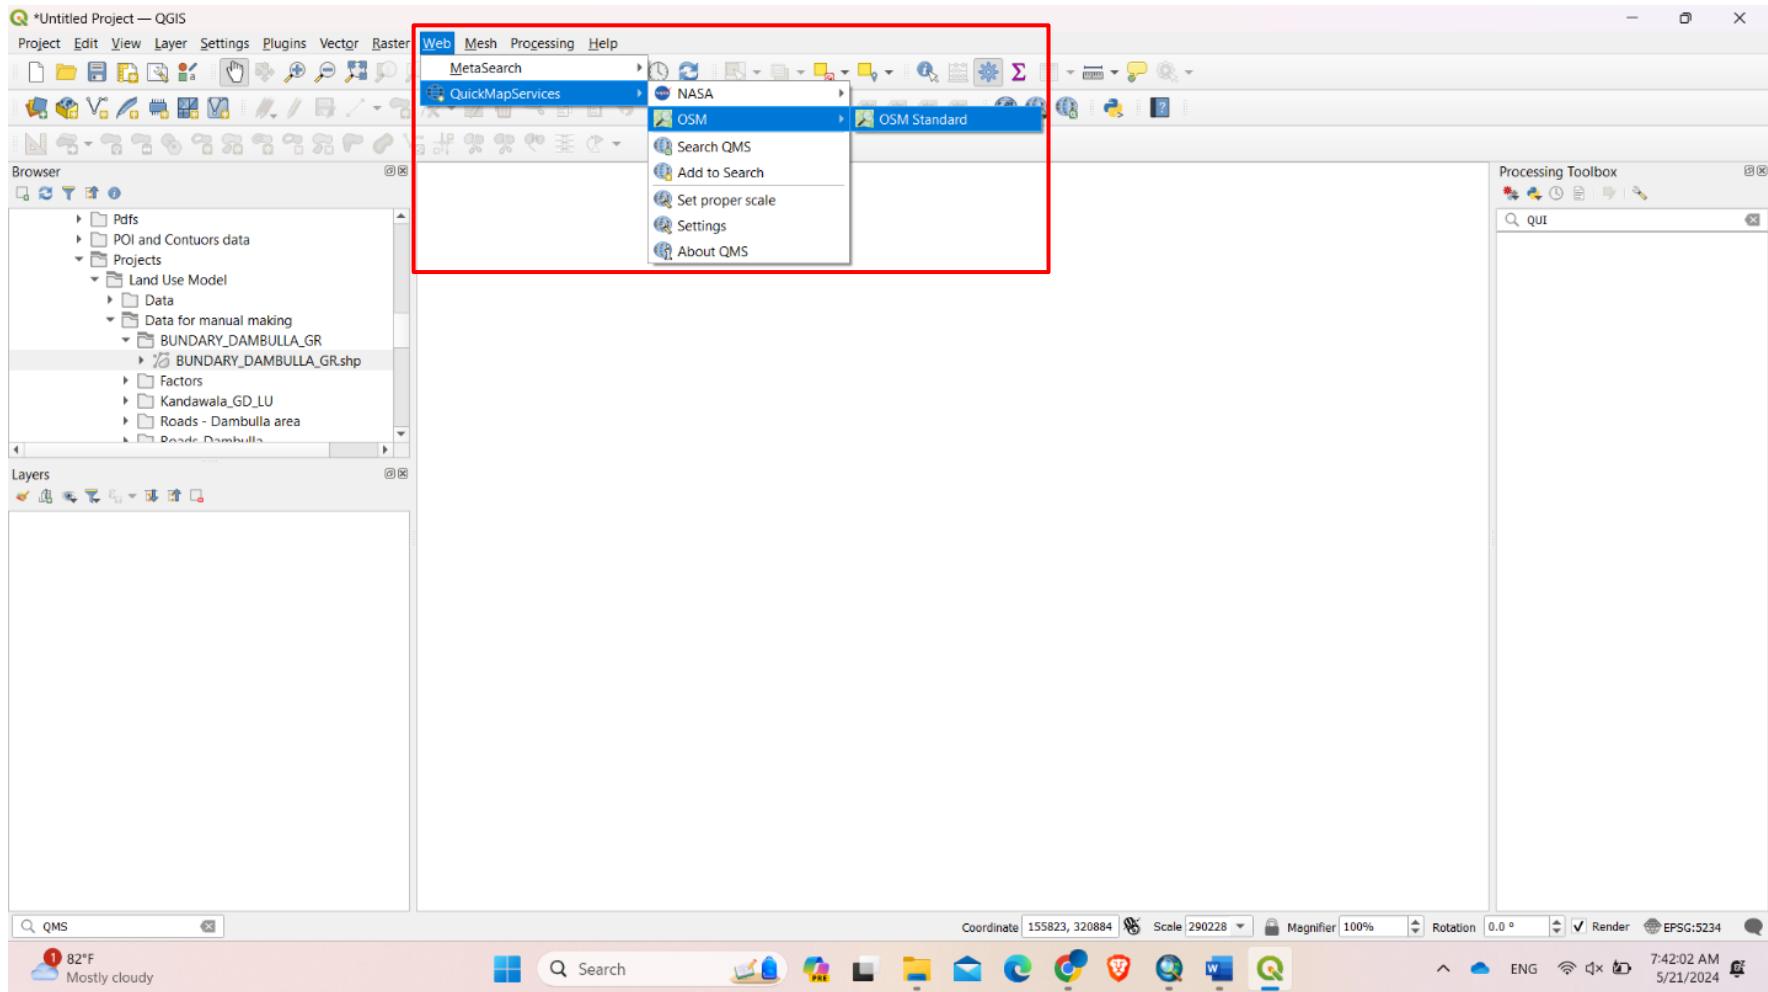 *Untitled Project — QGIS
Project Edit View Layer Settings Plugins Vector Raster Web Mesh Processing Help
MetaSearch
QuickMapServices
NASA
OSM
OSM Standard
Search QMS
Add to Search
Set proper scale
Settings
About QMS
Browser
Pdfs
POI and Contuors data
Projects
Land Use Model
Data
Data for manual making
BUNDARY_DAMBULLA_GR
BUNDARY_DAMBULLA_GR.shp
Factors
Kandawala_GD_LU
Roads - Dambulla area
Roads Dambulla
Layers
Processing Toolbox
QUI
QMS
Coordinate 155823, 320884 Scale 290228 Magnifier 100% Rotation 0.0 ° Render EPSG:5234
1
82°F
Mostly cloudy
Search
PRE
ENG
7:42:02 AM
5/21/2024